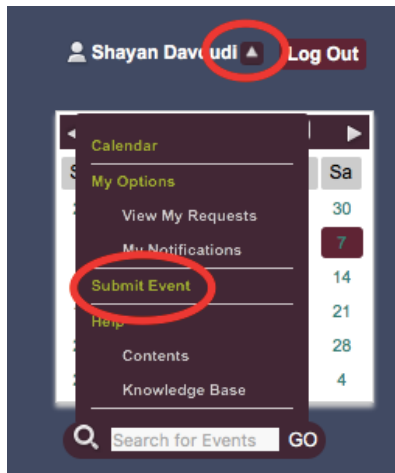 Shayan Davoudi Log Out
Calendar
My Options
Sa
View My Requests
30
My Notifications
7
Submit Event
14
Help
21
Contents
28
Knowledge Base
4
Search for Events GO